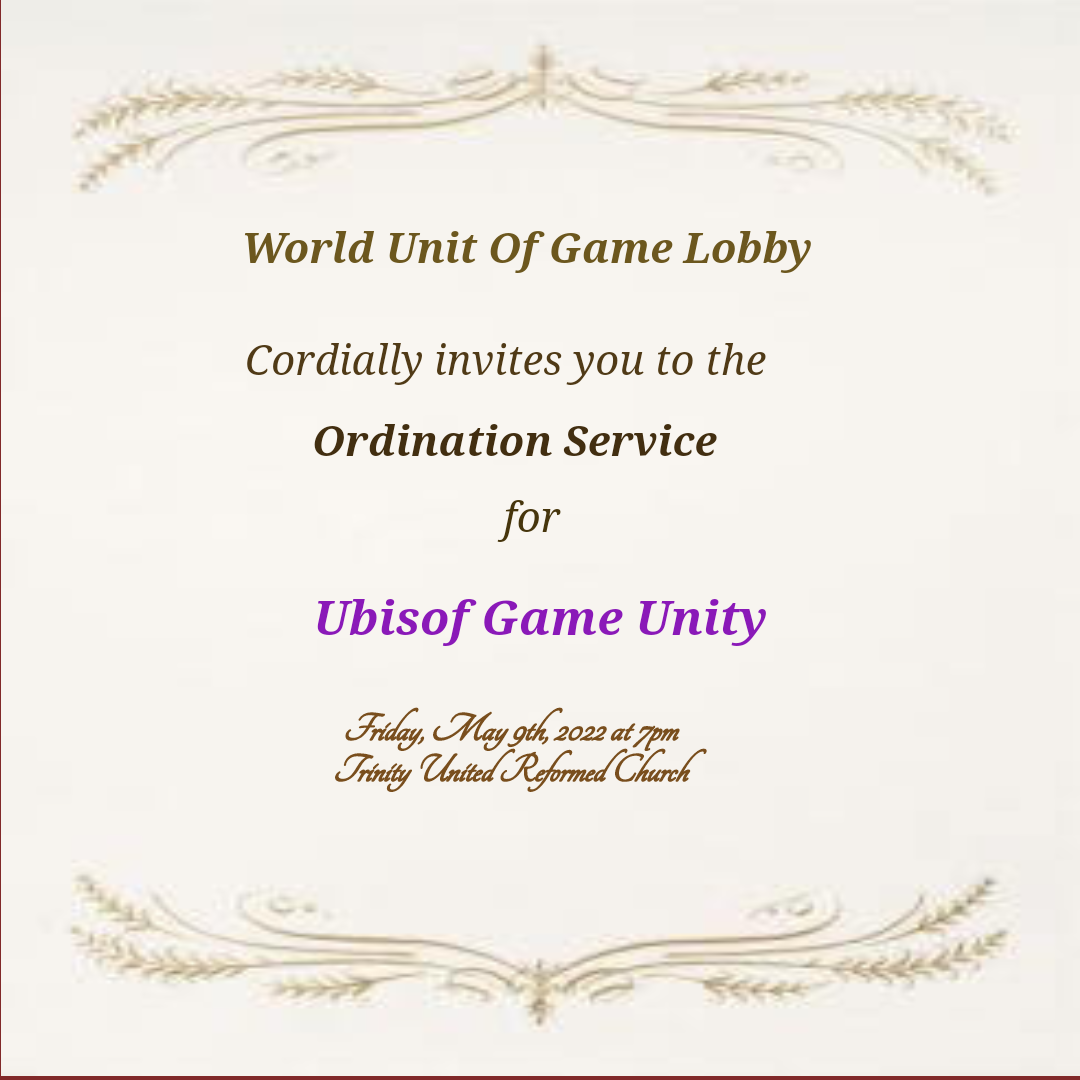 World Unit Of Game Lobby
Cordially invites you to the
Ordination Service
for
Ubisof Game Unity
Friday, May 9th, 2022 at 7pm
Trinity United Reformed Church